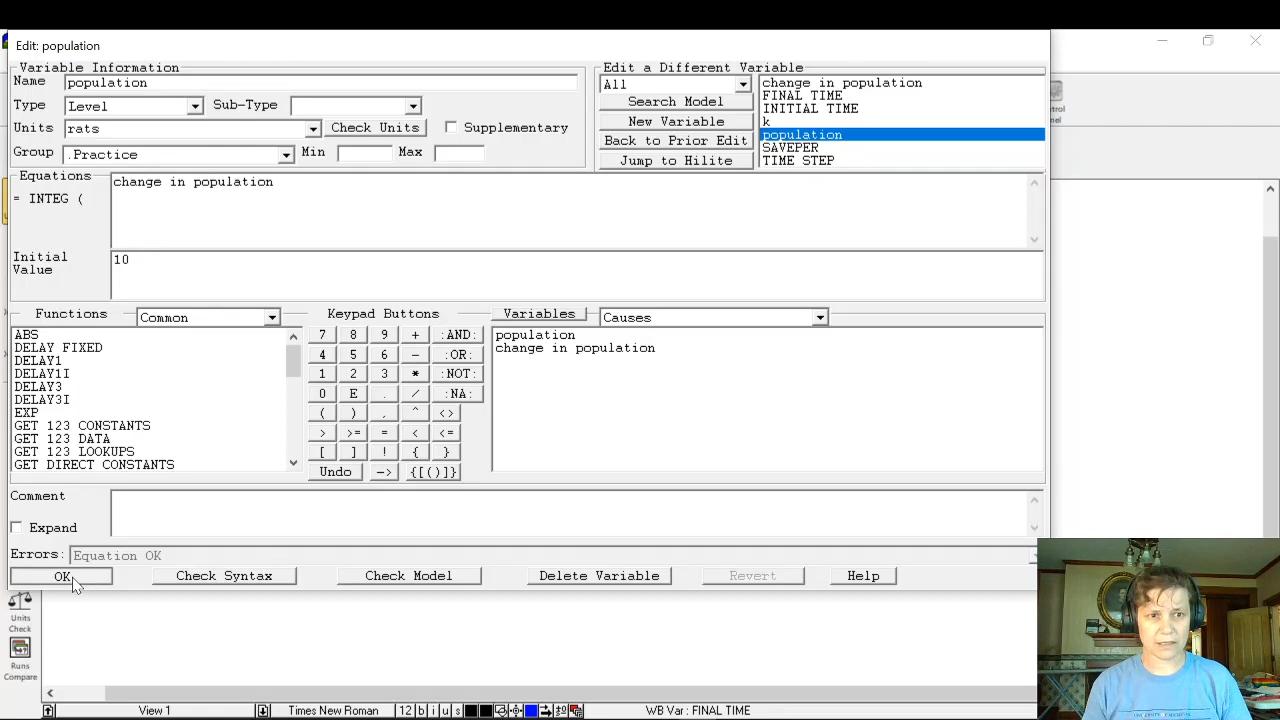 Edit: population
Variable Information
Edit a Different Variable
Name population
All
change in population
FINAL TIME
INITIAL TIME
k
population
SAVEPER
TIME STEP
Search Model
New Variable
Back to Prior Edit
Jump to Hilite
Type Level Sub-Type
Units rats Check Units Supplementary
Group .Practice Min Max
Equations
= INTEG (
change in population
Initial
Value
10
Functions Common
Keypad Buttons
Variables Causes
ABS
DELAY FIXED
DELAY1
DELAY1I
DELAY3
DELAY3I
EXP
GET 123 CONSTANTS
GET 123 DATA
GET 123 LOOKUPS
GET DIRECT CONSTANTS
7 8 9 + :AND:
4 5 6 - :OR:
1 2 3 * :NOT:
0 E . / :NA:
( ) , ^ <>
> >= = < <=
[ ] ! { }
Undo -> {[()]}
population
change in population
Comment
Expand
Errors: Equation OK
OK Check Syntax Check Model Delete Variable Revert Help
Units
Check
Runs
Compare
View 1 Times New Roman 12 b i u s WB Var : FINAL TIME